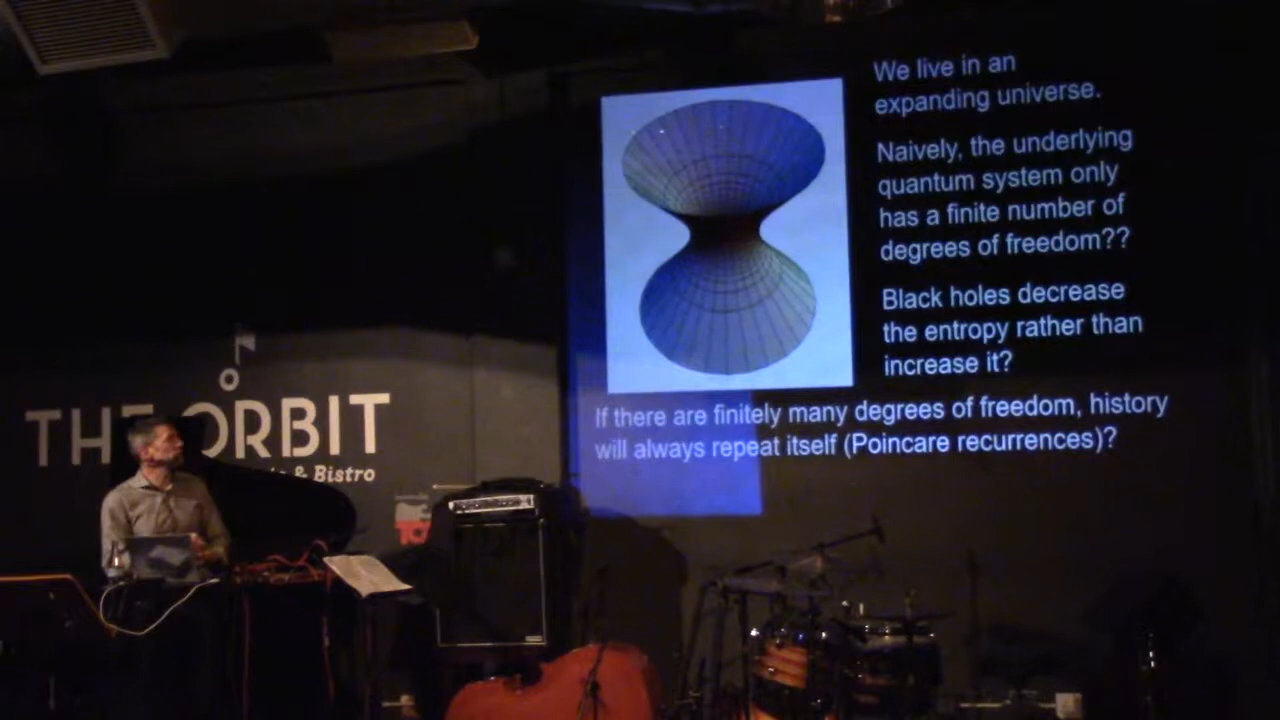 We live in an
expanding universe.
Naively, the underlying
quantum system only
has a finite number of
degrees of freedom??
Black holes decrease
the entropy rather than
increase it?
If there are finitely many degrees of freedom, history
will always repeat itself (Poincare recurrences)?
THE ORBIT
& Bistro